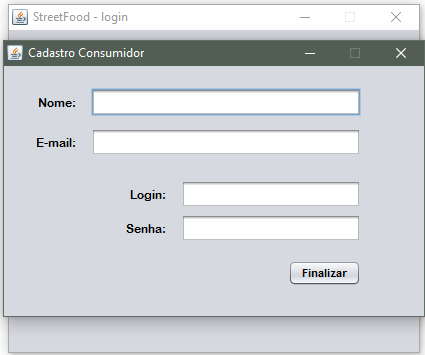 StreetFood - login
Cadastro Consumidor
Nome:
E-mail:
Login:
Senha:
Finalizar